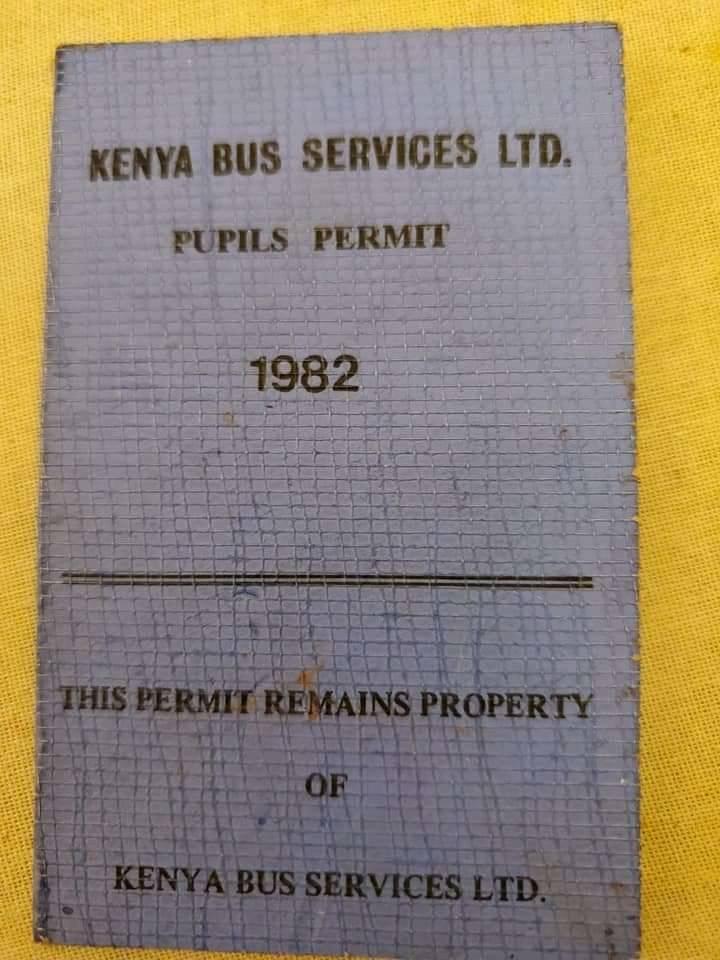 KENYA BUS SERVICES LTD.
PUPILS PERMIT
1982
THIS PERMIT REMAINS PROPERTY
OF
KENYA BUS SERVICES LTD.